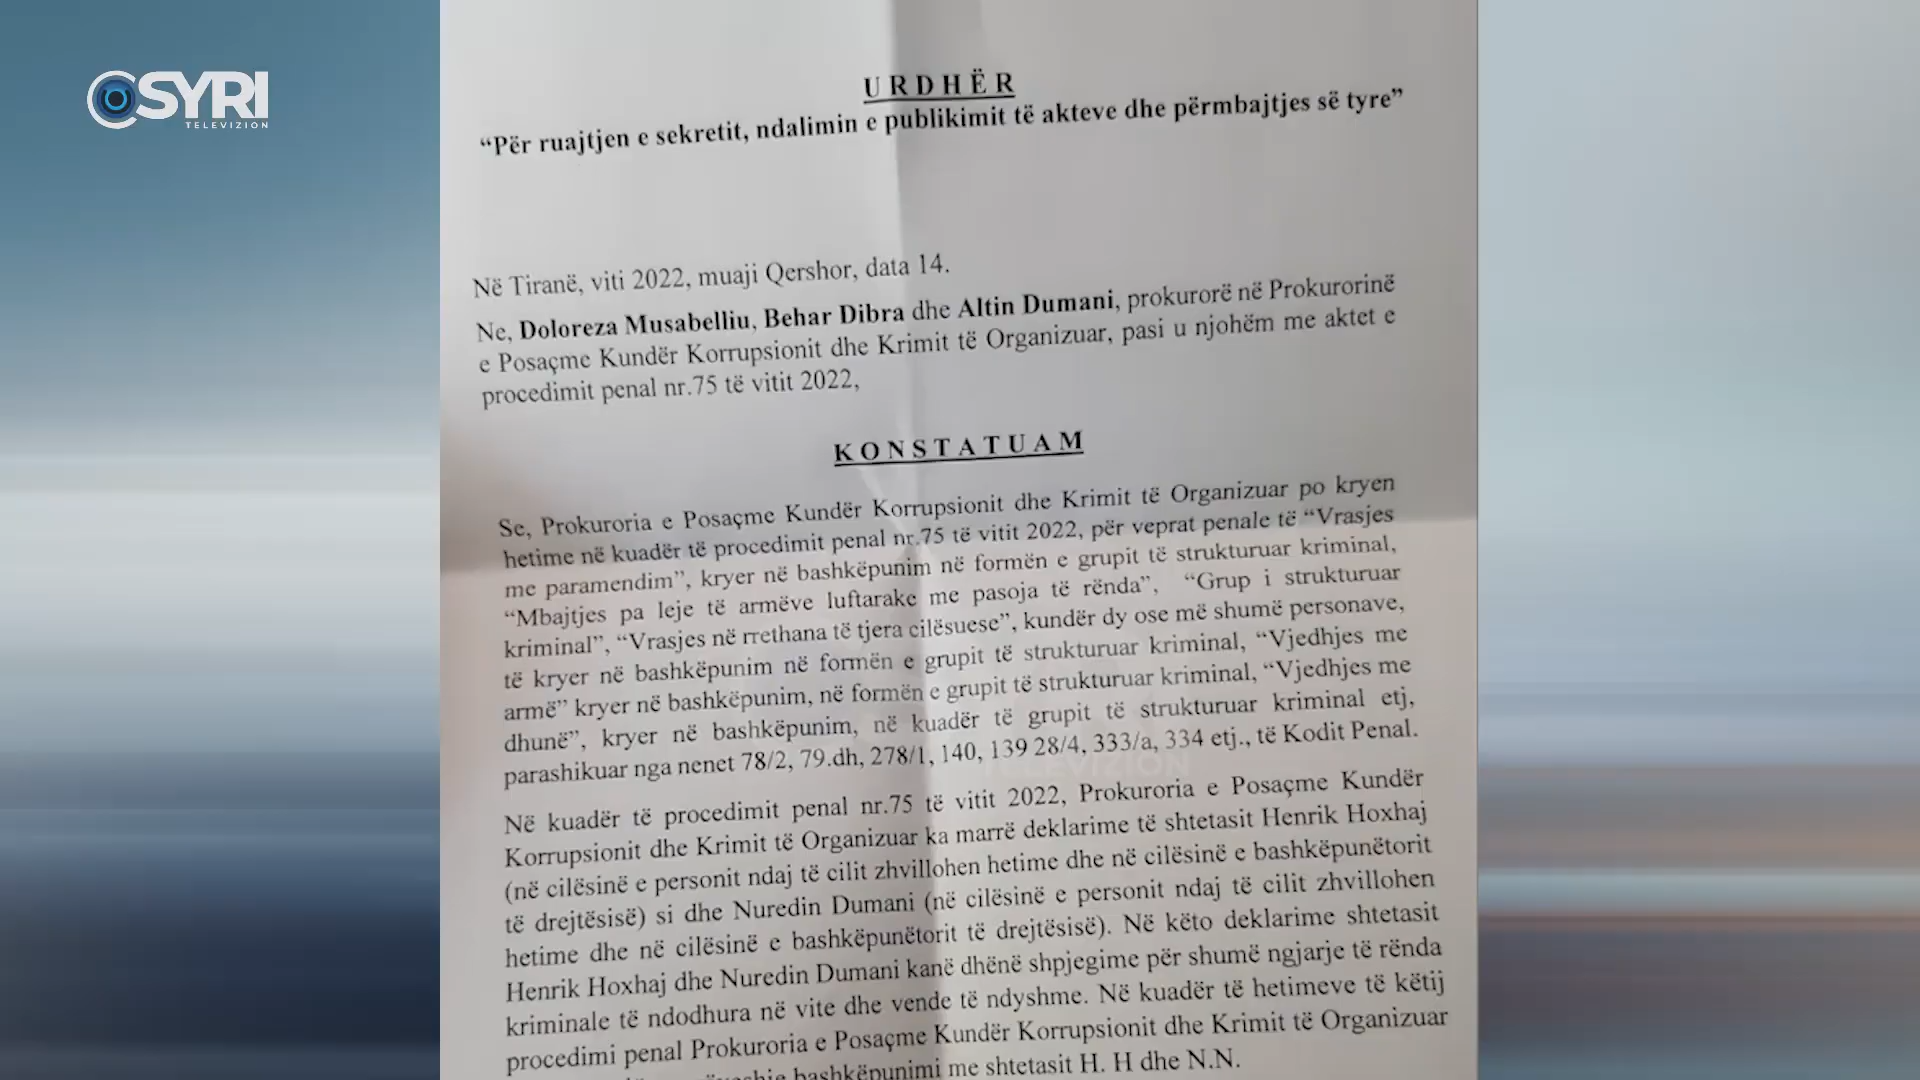 SYRI
TELEVIZION
URDHËR
“Për ruajtjen e sekretit, ndalimin e publikimit të akteve dhe përmbajtjes së tyre”
Në Tiranë, viti 2022, muaji Qershor, data 14.
Ne, Doloreza Musabelliu, Behar Dibra dhe Altin Dumani, prokurorë në Prokurorinë
e Posaçme Kundër Korrupsionit dhe Krimit të Organizuar, pasi u njohëm me aktet e
procedimit penal nr.75 të vitit 2022,
KONSTATUAM
Se, Prokuroria e Posaçme Kundër Korrupsionit dhe Krimit të Organizuar po kryen
hetime në kuadër të procedimit penal nr.75 të vitit 2022, për veprat penale të “Vrasjes
me paramendim”, kryer në bashkëpunim në formën e grupit të strukturuar kriminal,
“Mbajtjes pa leje të armëve luftarake me pasoja të rënda”, “Grup i strukturuar
kriminal”, “Vrasjes në rrethana të tjera cilësuese”, kundër dy ose më shumë personave,
të kryer në bashkëpunim në formën e grupit të strukturuar kriminal, “Vjedhjes me
armë” kryer në bashkëpunim, në formën e grupit të strukturuar kriminal, “Vjedhjes me
dhunë”, kryer në bashkëpunim, në kuadër të grupit të strukturuar kriminal etj,
parashikuar nga nenet 78/2, 79.dh, 278/1, 140, 139 28/4, 333/a, 334 etj., të Kodit Penal.
TELEVIZION
Në kuadër të procedimit penal nr.75 të vitit 2022, Prokuroria e Posaçme Kundër
Korrupsionit dhe Krimit të Organizuar ka marrë deklarime të shtetasit Henrik Hoxhaj
(në cilësinë e personit ndaj të cilit zhvillohen hetime dhe në cilësinë e bashkëpunëtorit
të drejtësisë) si dhe Nuredin Dumani (në cilësinë e personit ndaj të cilit zhvillohen
hetime dhe në cilësinë e bashkëpunëtorit të drejtësisë). Në këto deklarime shtetasit
Henrik Hoxhaj dhe Nuredin Dumani kanë dhënë shpjegime për shumë ngjarje të rënda
kriminale të ndodhura në vite dhe vende të ndyshme. Në kuadër të hetimeve të këtij
procedimi penal Prokuroria e Posaçme Kundër Korrupsionit dhe Krimit të Organizuar
bashkëpunimi me shtetasit H. H dhe N.N.